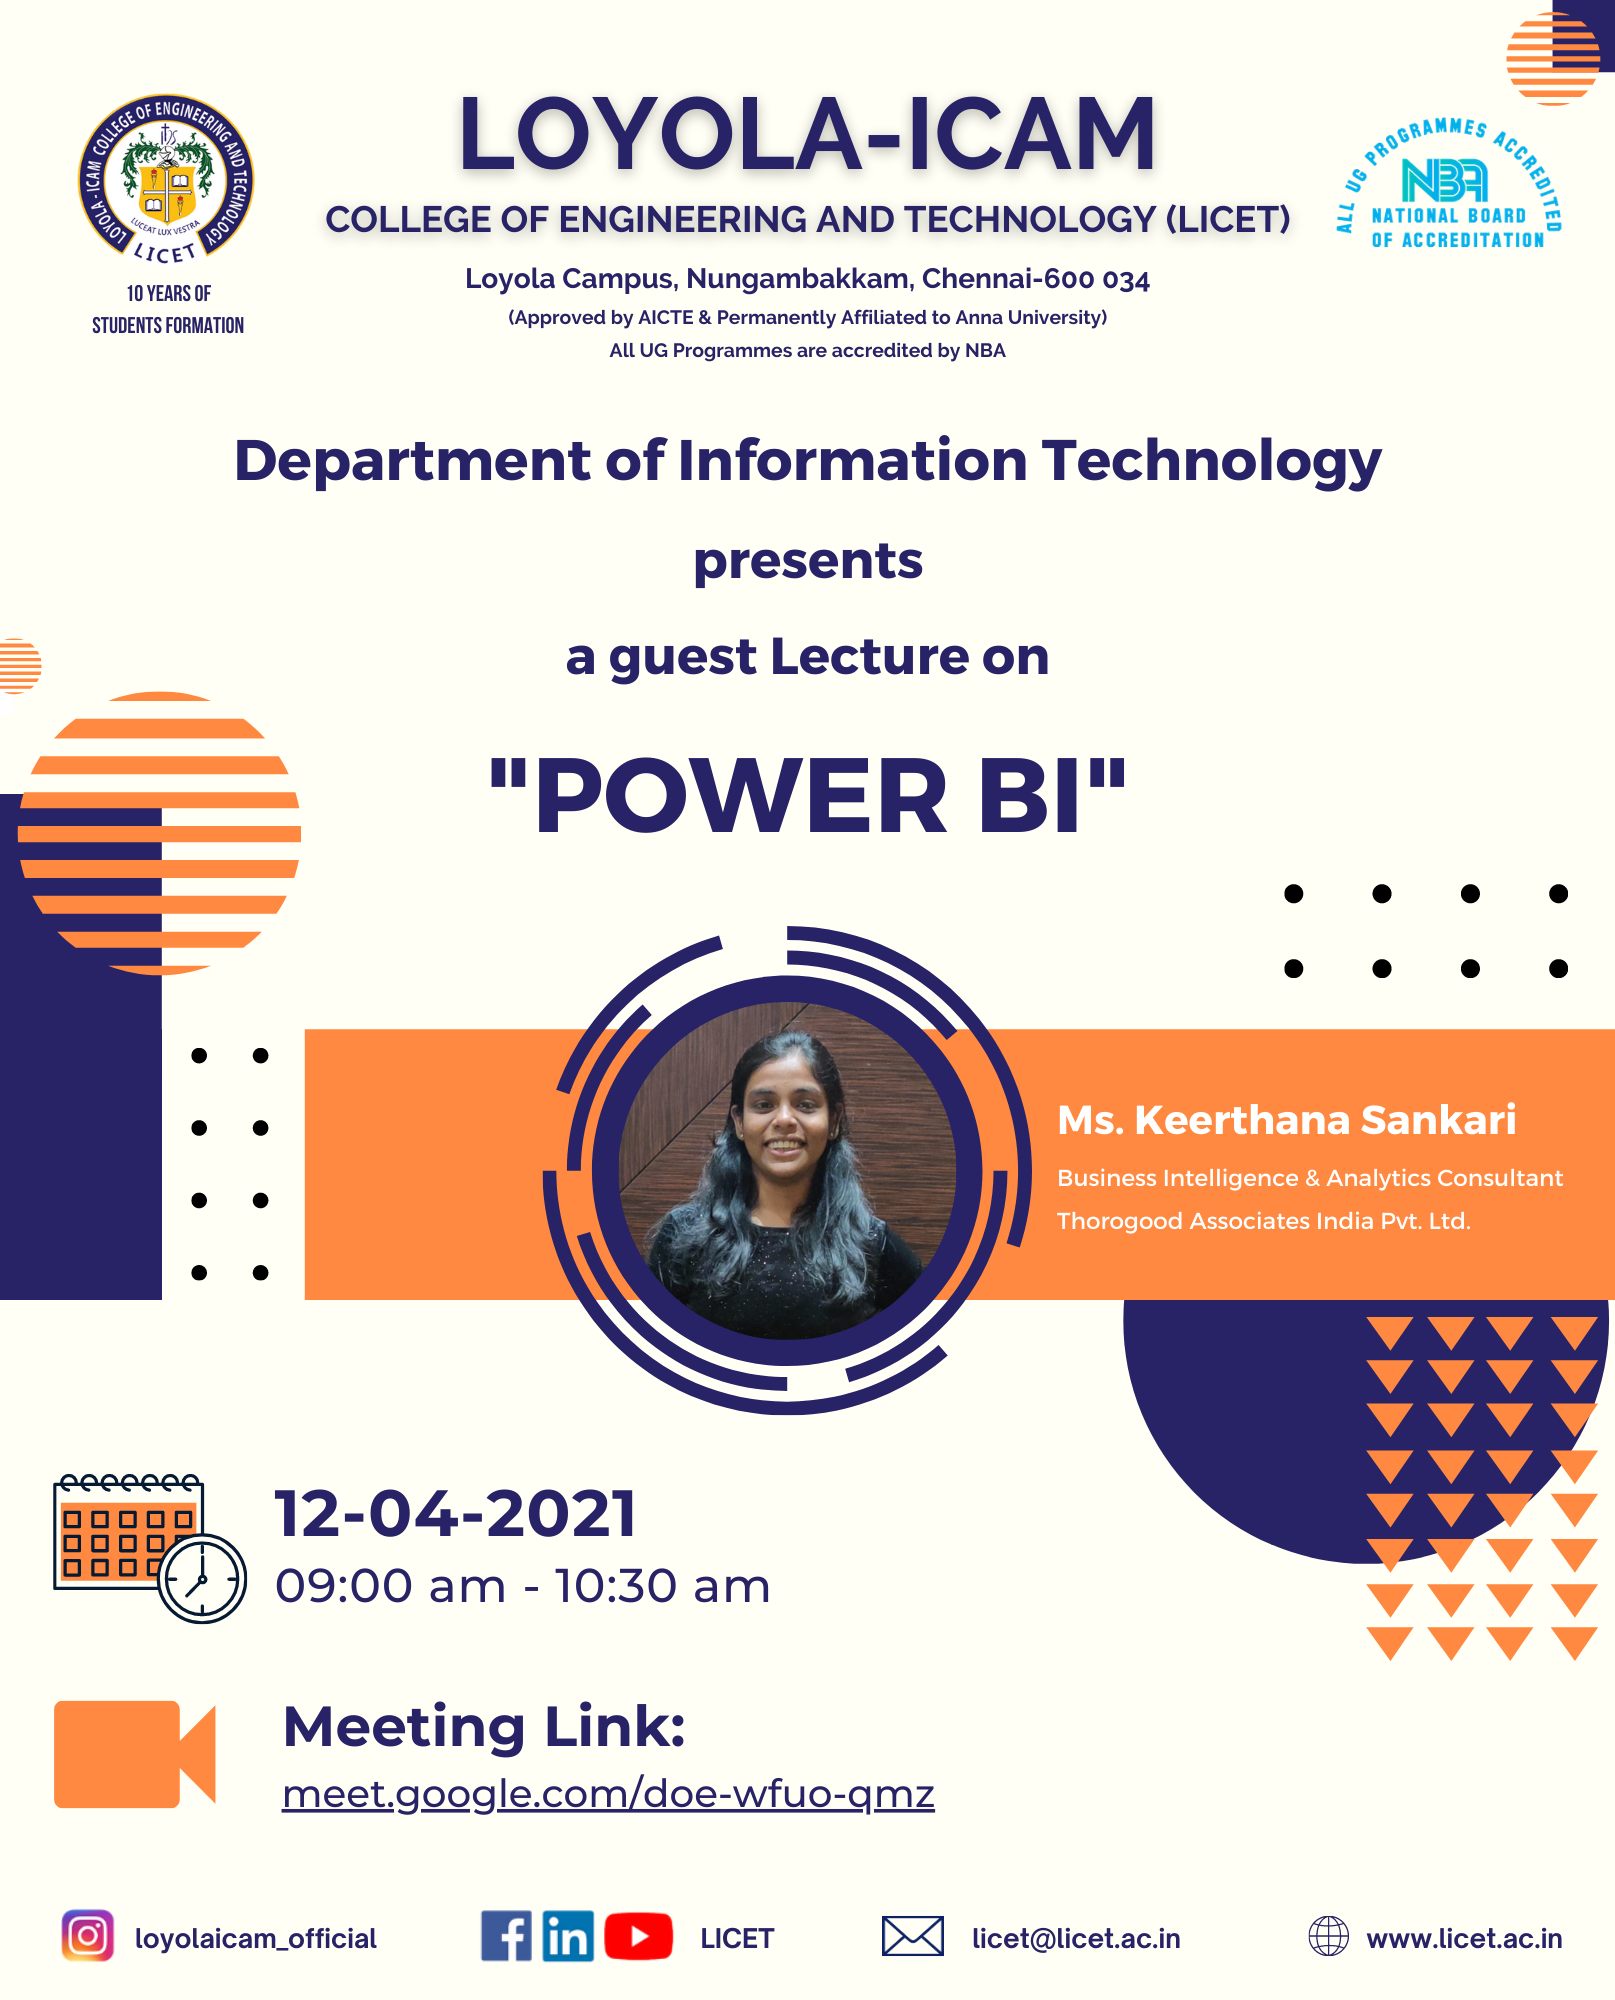 LOYOLA-ICAM COLLEGE OF ENGINEERING AND TECHNOLOGY
LUCEAT LUX VESTRA
LICET
10 YEARS OF
STUDENTS FORMATION
LOYOLA-ICAM
COLLEGE OF ENGINEERING AND TECHNOLOGY (LICET)
Loyola Campus, Nungambakkam, Chennai-600 034
(Approved by AICTE & Permanently Affiliated to Anna University)
All UG Programmes are accredited by NBA
ALL UG PROGRAMMES ACCREDITED
NBA
NATIONAL BOARD
OF ACCREDITATION
Department of Information Technology
presents
a guest Lecture on
"POWER BI"
Ms. Keerthana Sankari
Business Intelligence & Analytics Consultant
Thorogood Associates India Pvt. Ltd.
12-04-2021
09:00 am - 10:30 am
Meeting Link:
meet.google.com/doe-wfuo-qmz
loyolaicam_official
LICET
licet@licet.ac.in
www.licet.ac.in